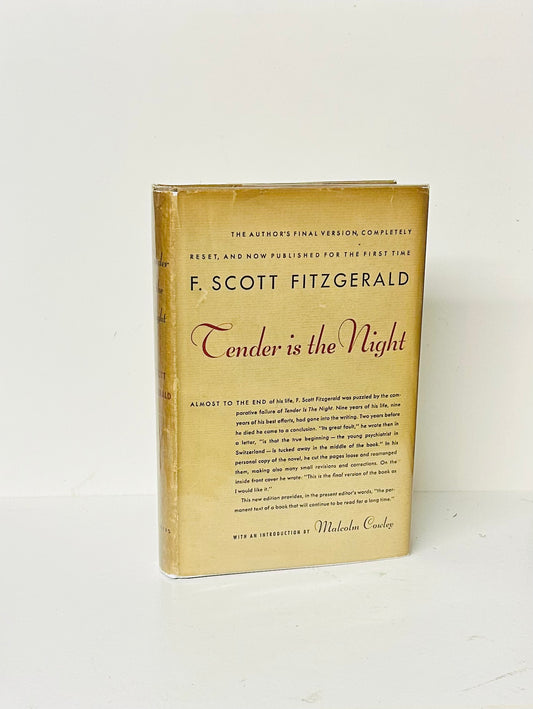 THE AUTHOR'S FINAL VERSION, COMPLETELY
RESET, AND NOW PUBLISHED FOR THE FIRST TIME
F. SCOTT FITZGERALD
Tender is the Night
ALMOST TO THE END of his life, F. Scott Fitzgerald was puzzled by the com-
parative failure of Tender Is The Night. Nine years of his life, nine
years of his best efforts, had gone into the writing. Two years before
he died he came to a conclusion. "Its great fault," he wrote then in
a letter, "is that the true beginning — the young psychiatrist in
Switzerland — is tucked away in the middle of the book." In his
personal copy of the novel, he cut the pages loose and rearranged
them, making also many small revisions and corrections. On the
inside front cover he wrote: "This is the final version of the book as
I would like it."
This new edition provides, in the present editor's words, "the per-
manent text of a book that will continue to be read for a long time."
WITH AN INTRODUCTION BY Malcolm Cowley
Night